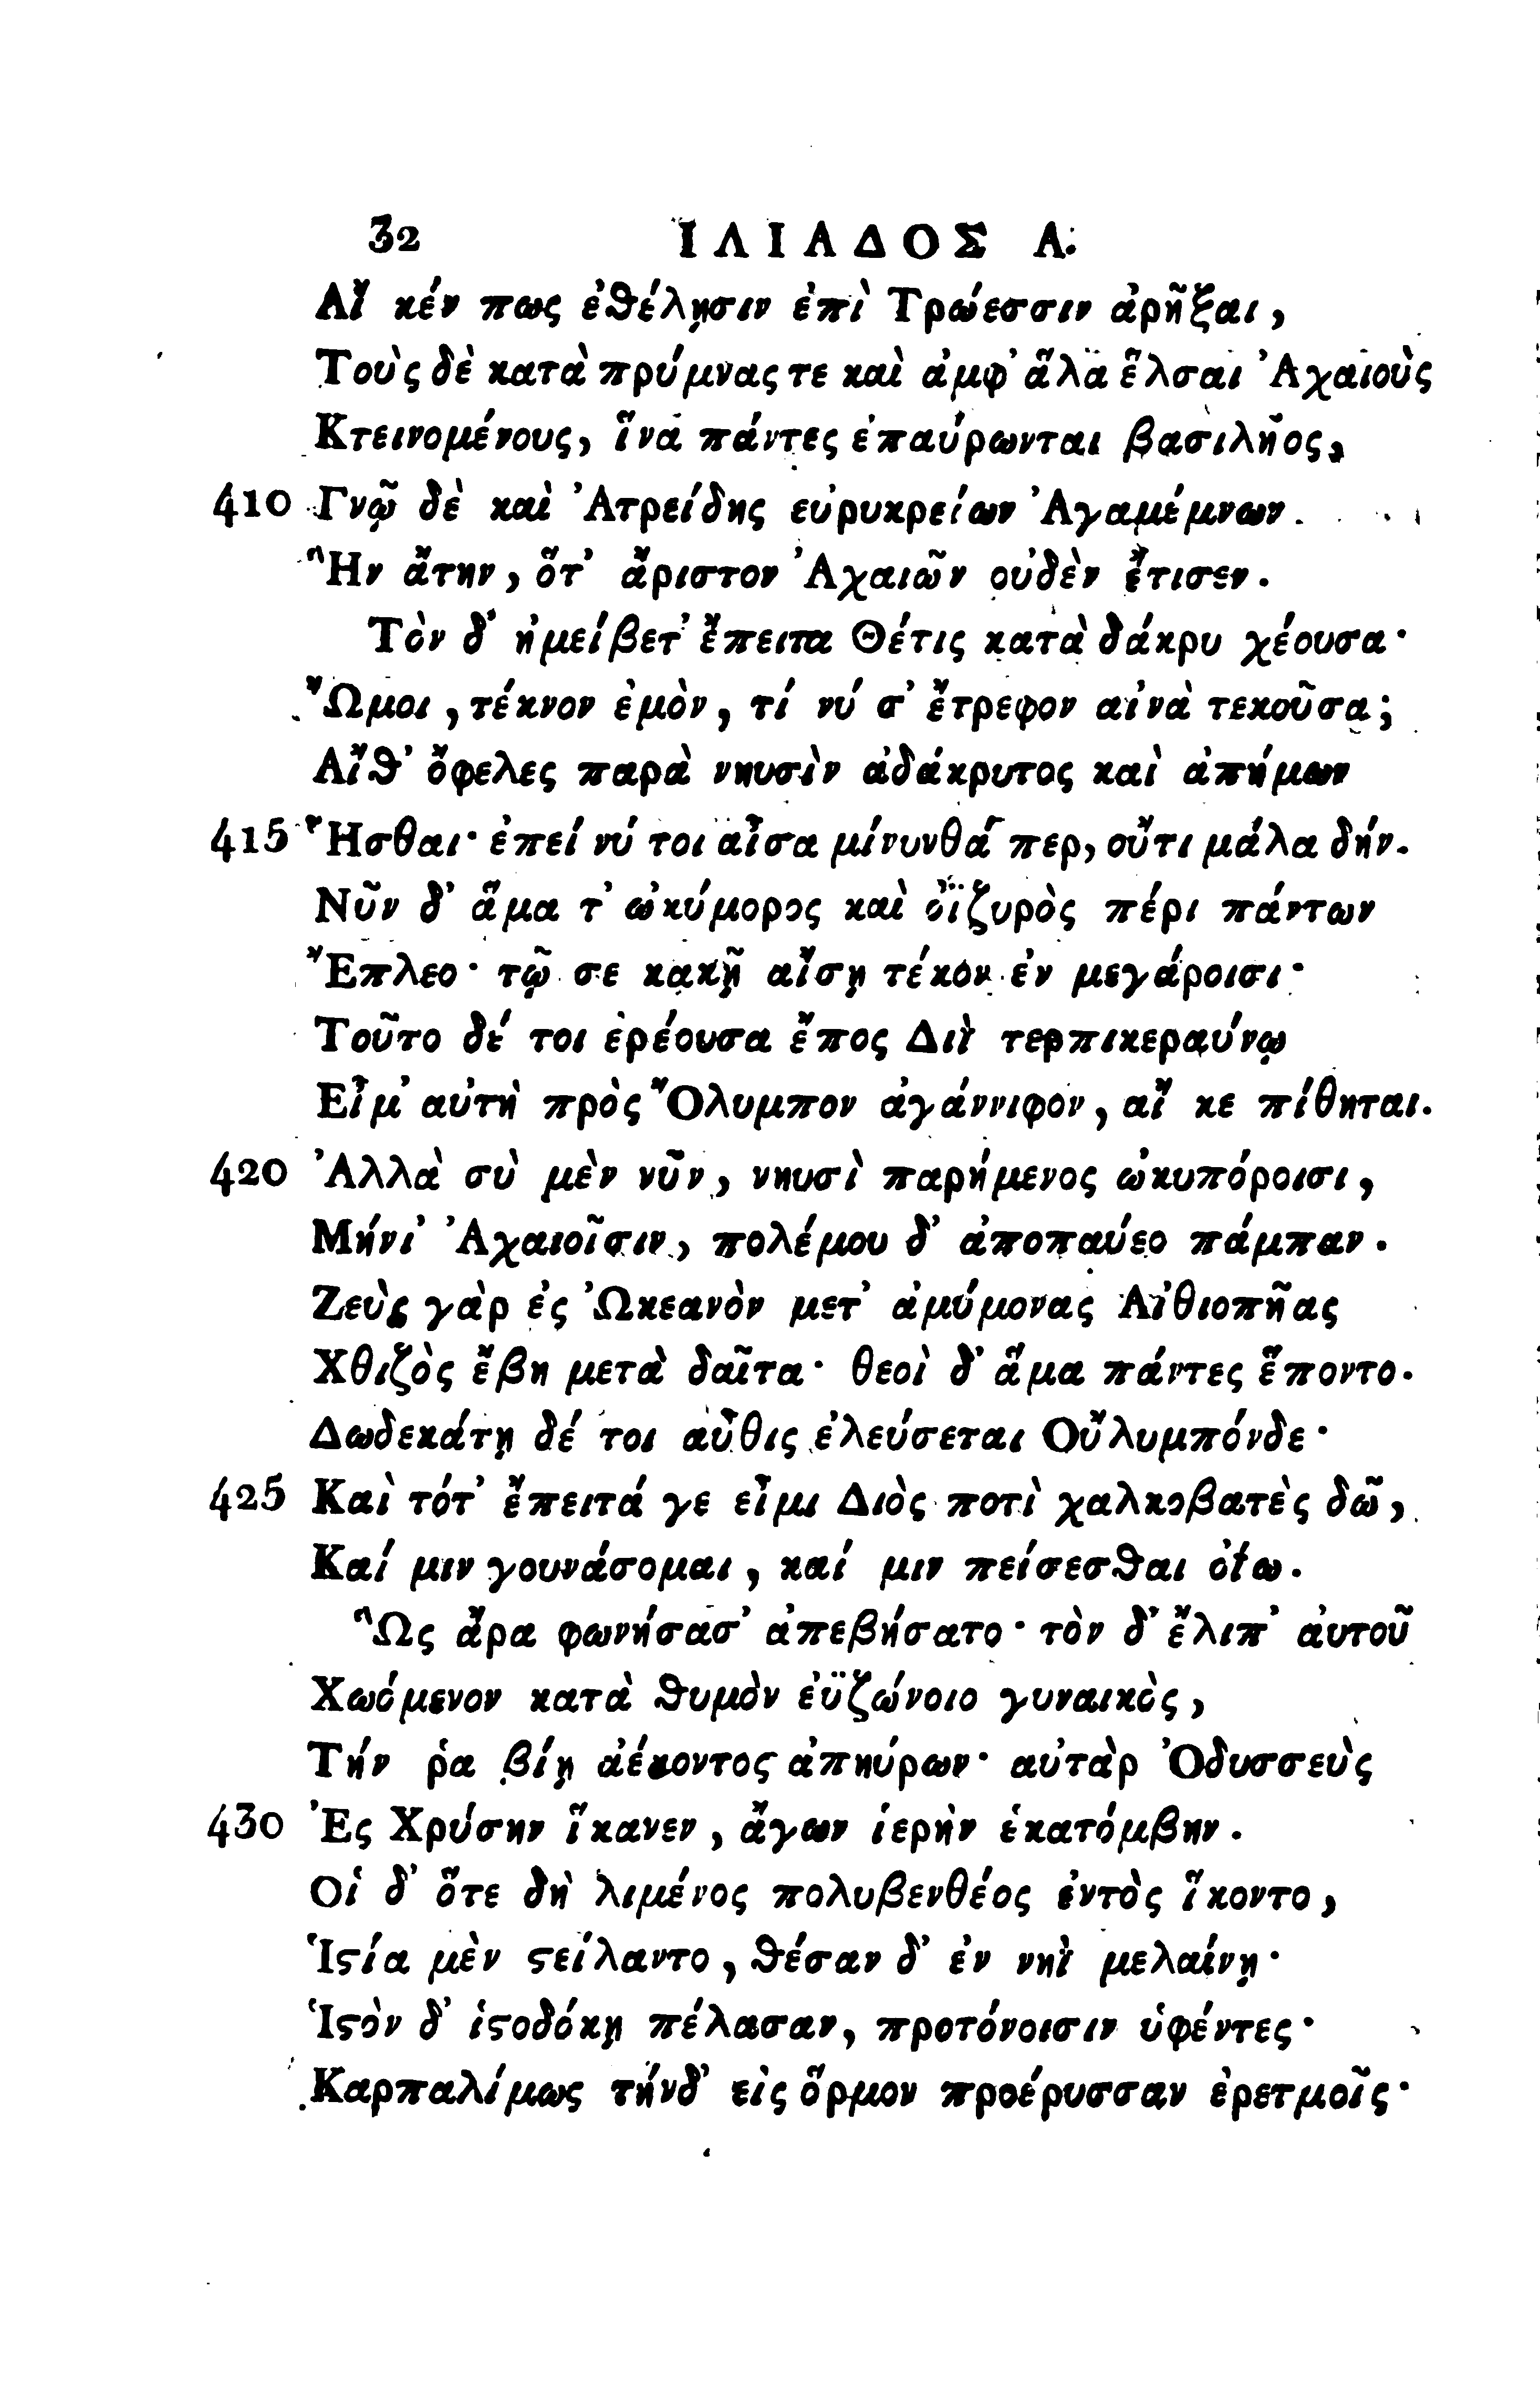 32 ἸΛΙΑΔΟΣ Α.
Αἴ κέν πως ἐθέλῃσιν ἐπὶ Τρώεσσιν ἀρῆξαι,
Τοὺς δὲ κατὰ πρύμνας τε καὶ ἀμφ' ἅλα ἕλσαι Ἀχαιοὺς
Κτεινομένους, ἵνα πάντες ἐπαύρωνται βασιλῆος,
410 Γνῷ δὲ καὶ Ἀτρείδης εὐρυκρείων Ἀγαμέμνων
Ἣν ἄτην, ὅτ' ἄριστον Ἀχαιῶν οὐδὲν ἔτισεν.
Τὸν δ' ἠμείβετ' ἔπειτα Θέτις κατὰ δάκρυ χέουσα·
Ὤμοι, τέκνον ἐμὸν, τί νύ σ' ἔτρεφον αἰνὰ τεκοῦσα;
Αἴθ' ὄφελες παρὰ νηυσὶν ἀδάκρυτος καὶ ἀπήμων
415 Ἧσθαι· ἐπεί νύ τοι αἶσα μίνυνθά περ, οὔτι μάλα δήν.
Νῦν δ' ἅμα τ' ὠκύμορος καὶ ὀϊζυρὸς πέρι πάντων
Ἔπλεο· τῷ σε κακῇ αἴσῃ τέκον ἐν μεγάροισι·
Τοῦτο δέ τοι ἐρέουσα ἔπος Διῒ τερπικεραύνῳ
Εἶμ' αὐτὴ πρὸς Ὄλυμπον ἀγάννιφον, αἴ κε πίθηται.
420 Ἀλλὰ σὺ μὲν νῦν, νηυσὶ παρήμενος ὠκυπόροισι,
Μήνι' Ἀχαιοῖσιν, πολέμου δ' ἀποπαύεο πάμπαν.
Ζεὺς γὰρ ἐς Ὠκεανὸν μετ' ἀμύμονας Αἰθιοπῆας
Χθιζὸς ἔβη μετὰ δαῖτα· θεοὶ δ' ἅμα πάντες ἕποντο.
Δωδεκάτῃ δέ τοι αὖθις ἐλεύσεται Οὔλυμπόνδε·
425 Καὶ τότ' ἔπειτά γε εἶμι Διὸς ποτὶ χαλκοβατὲς δῶ,
Καί μιν γουνάσομαι, καί μιν πείσεσθαι ὀΐω.
Ὣς ἄρα φωνήσασ' ἀπεβήσατο· τὸν δ' ἔλιπ' αὐτοῦ
Χωόμενον κατὰ θυμὸν ἐϋζώνοιο γυναικὸς,
Τήν ῥα βίῃ ἀέκοντος ἀπηύρων· αὐτὰρ Ὀδυσσεὺς
430 Ἐς Χρύσην ἵκανεν, ἄγων ἱερὴν ἑκατόμβην.
Οἱ δ' ὅτε δὴ λιμένος πολυβενθέος ἐντὸς ἵκοντο,
Ἱϛία μὲν ϛείλαντο, θέσαν δ' ἐν νηῒ μελαίνῃ·
Ἱϛὸν δ' ἱϛοδόκῃ πέλασαν, προτόνοισιν ὑφέντες·
Καρπαλίμως τήνδ' εἰς ὅρμον προέρυσσαν ἐρετμοῖς·